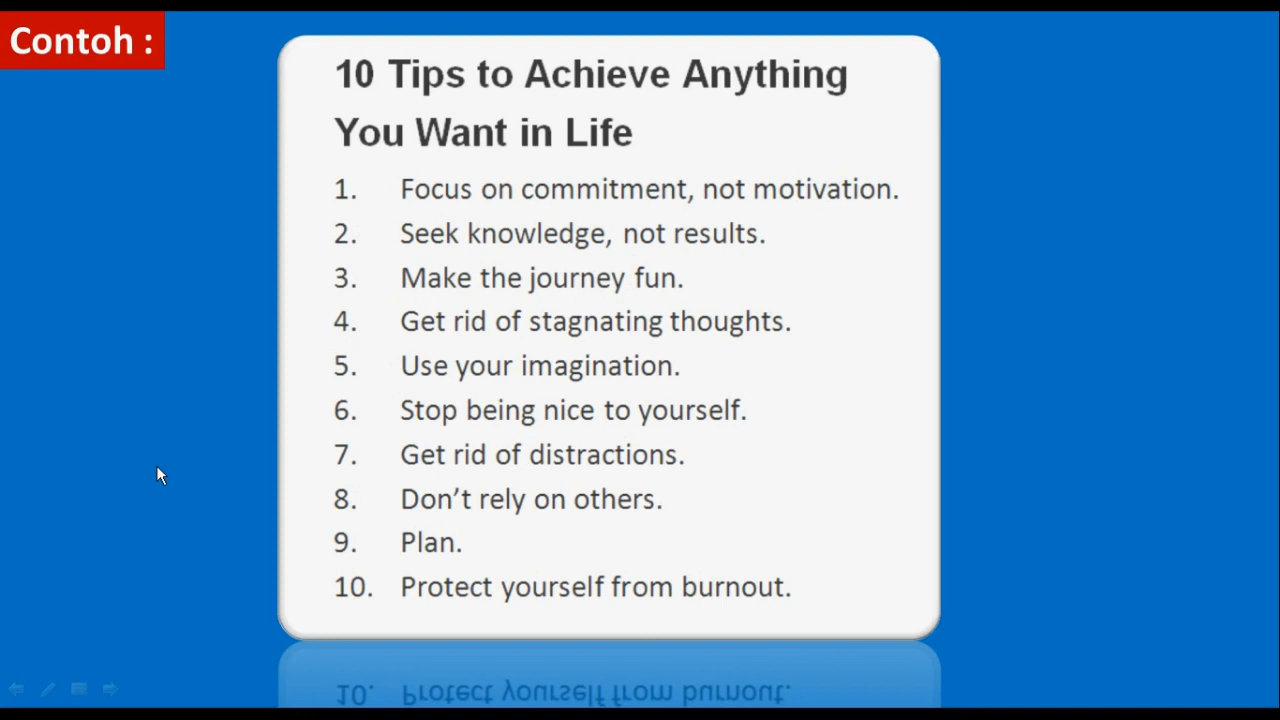 Contoh :
10 Tips to Achieve Anything
You Want in Life
1. Focus on commitment, not motivation.
2. Seek knowledge, not results.
3. Make the journey fun.
4. Get rid of stagnating thoughts.
5. Use your imagination.
6. Stop being nice to yourself.
7. Get rid of distractions.
8. Don’t rely on others.
9. Plan.
10. Protect yourself from burnout.